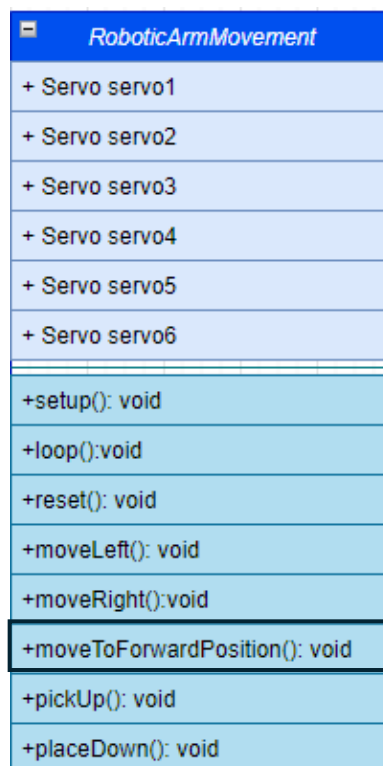 RoboticArmMovement
+ Servo servo1
+ Servo servo2
+ Servo servo3
+ Servo servo4
+ Servo servo5
+ Servo servo6
+setup(): void
+loop():void
+reset(): void
+moveLeft(): void
+moveRight():void
+moveToForwardPosition(): void
+pickUp(): void
+placeDown(): void